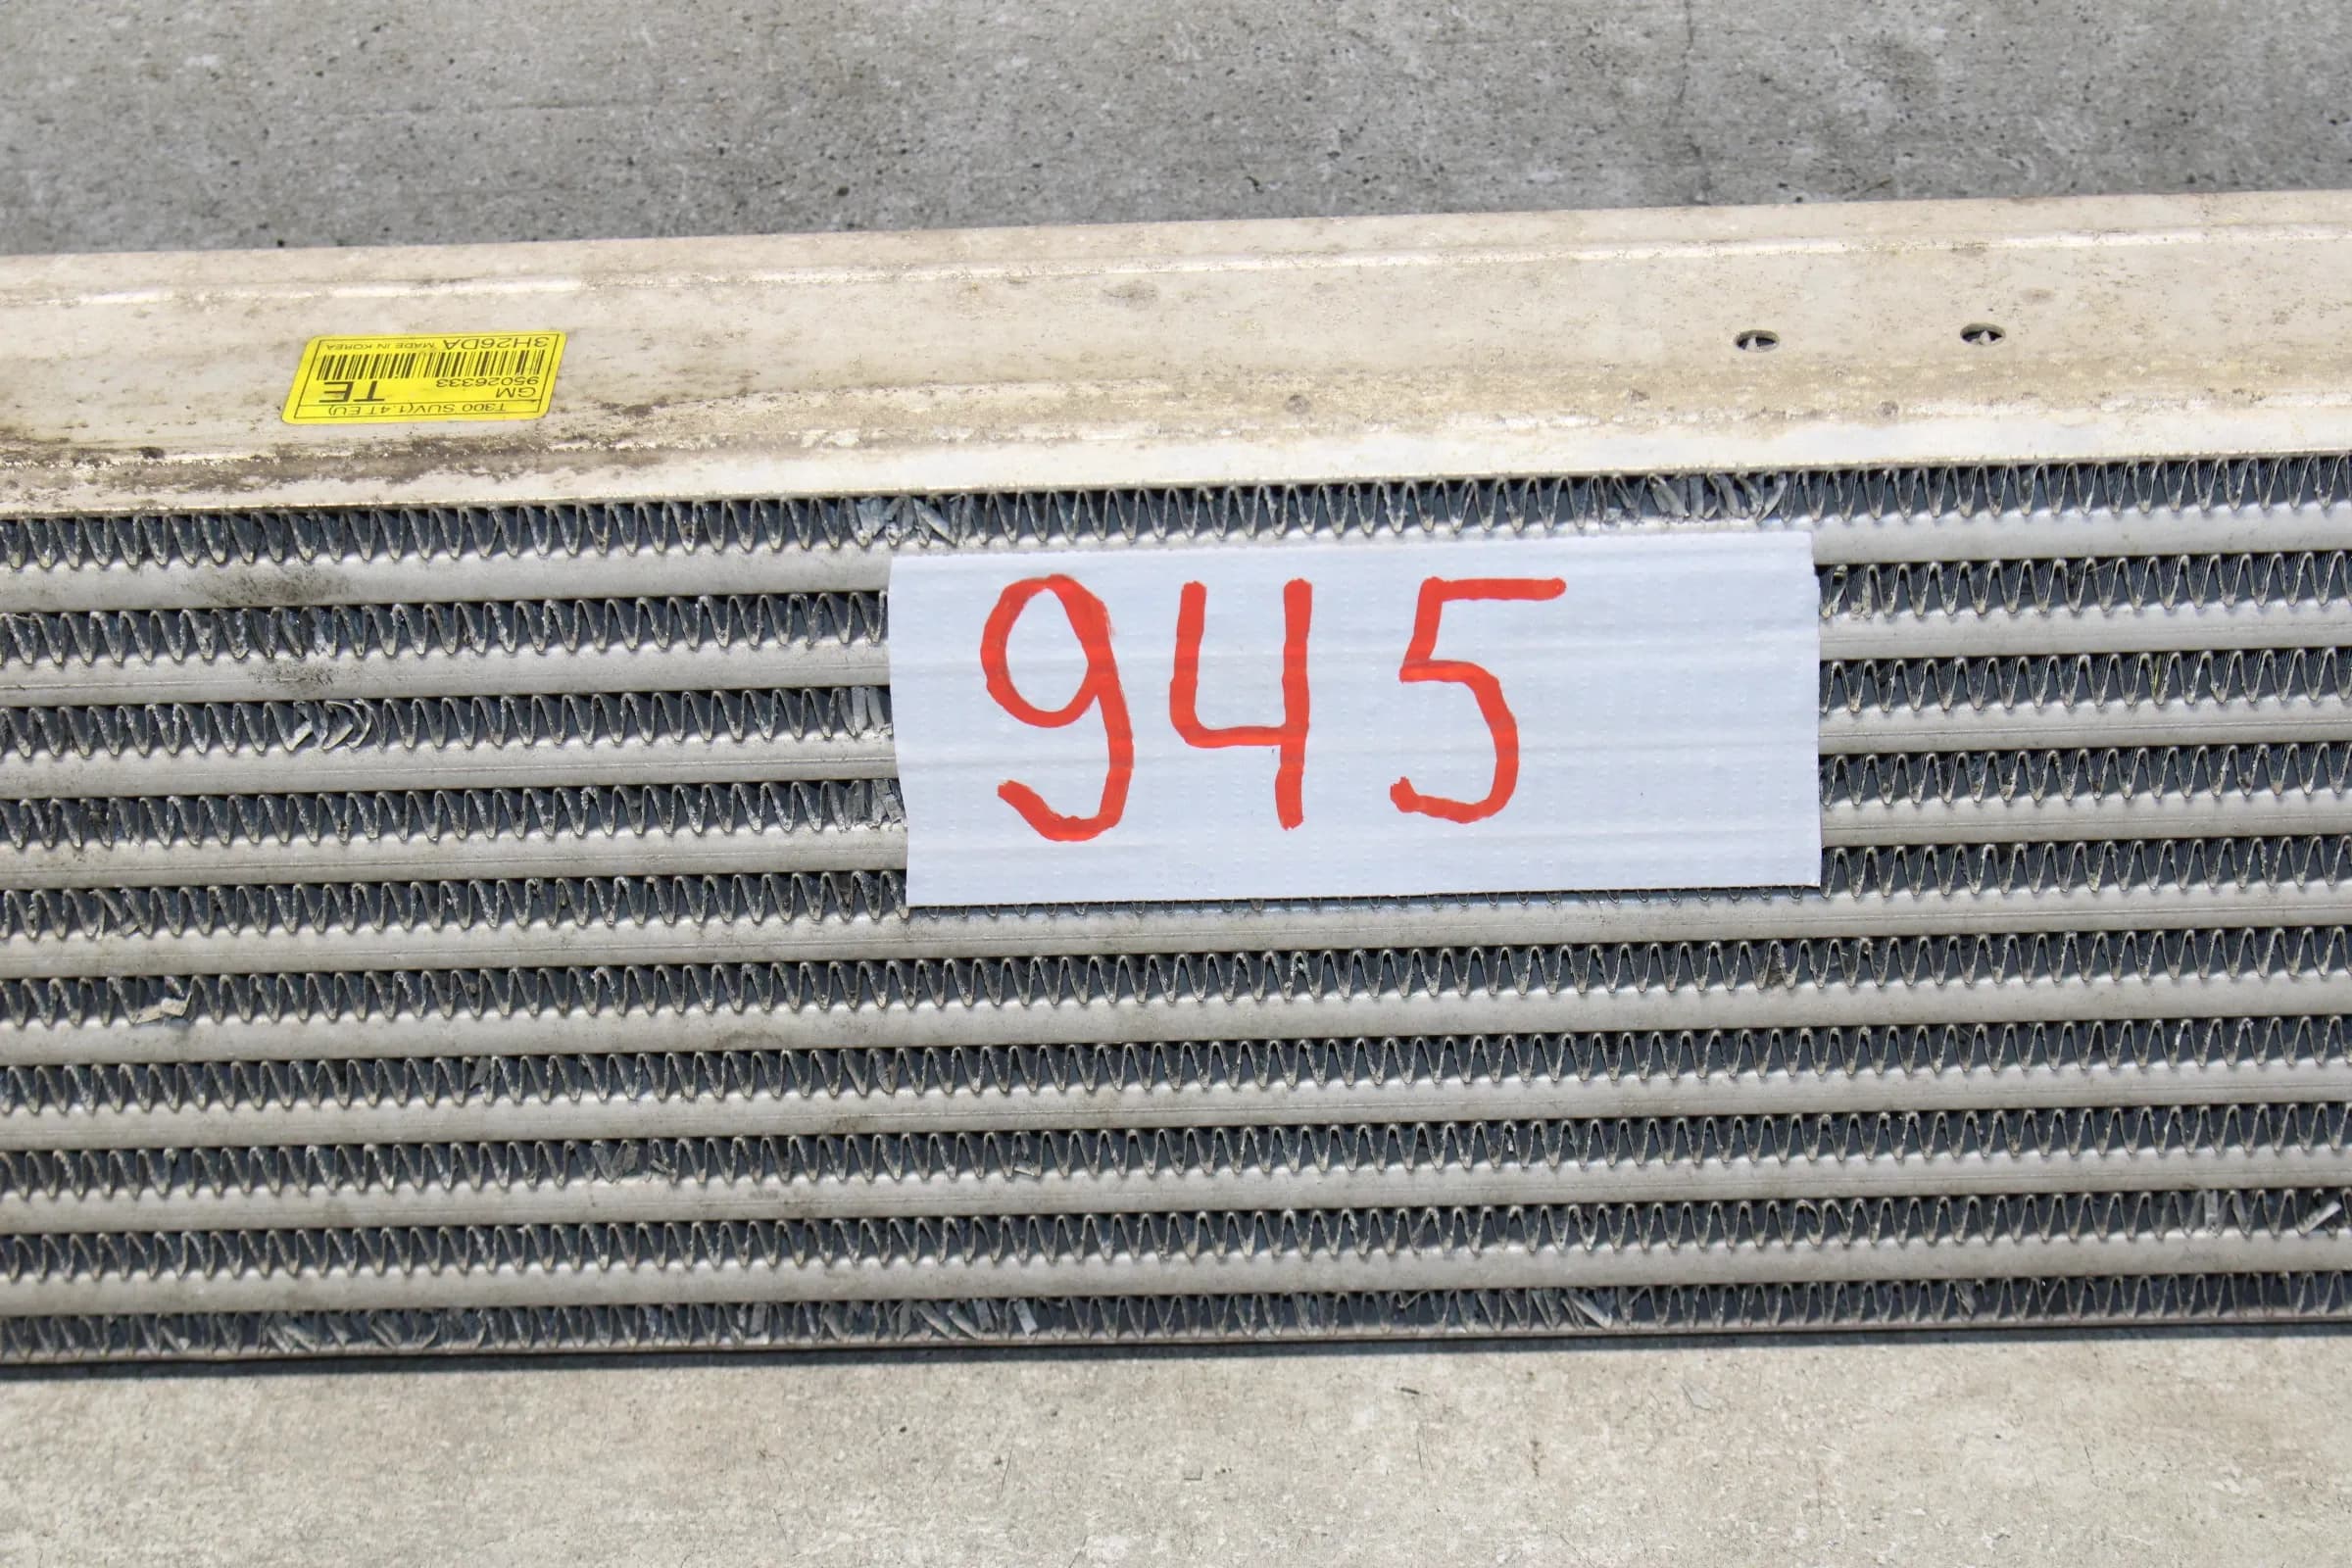 T300 SUV(1.4T EU)
GM
95026333
TE
3H26DA MADE IN KOREA
945